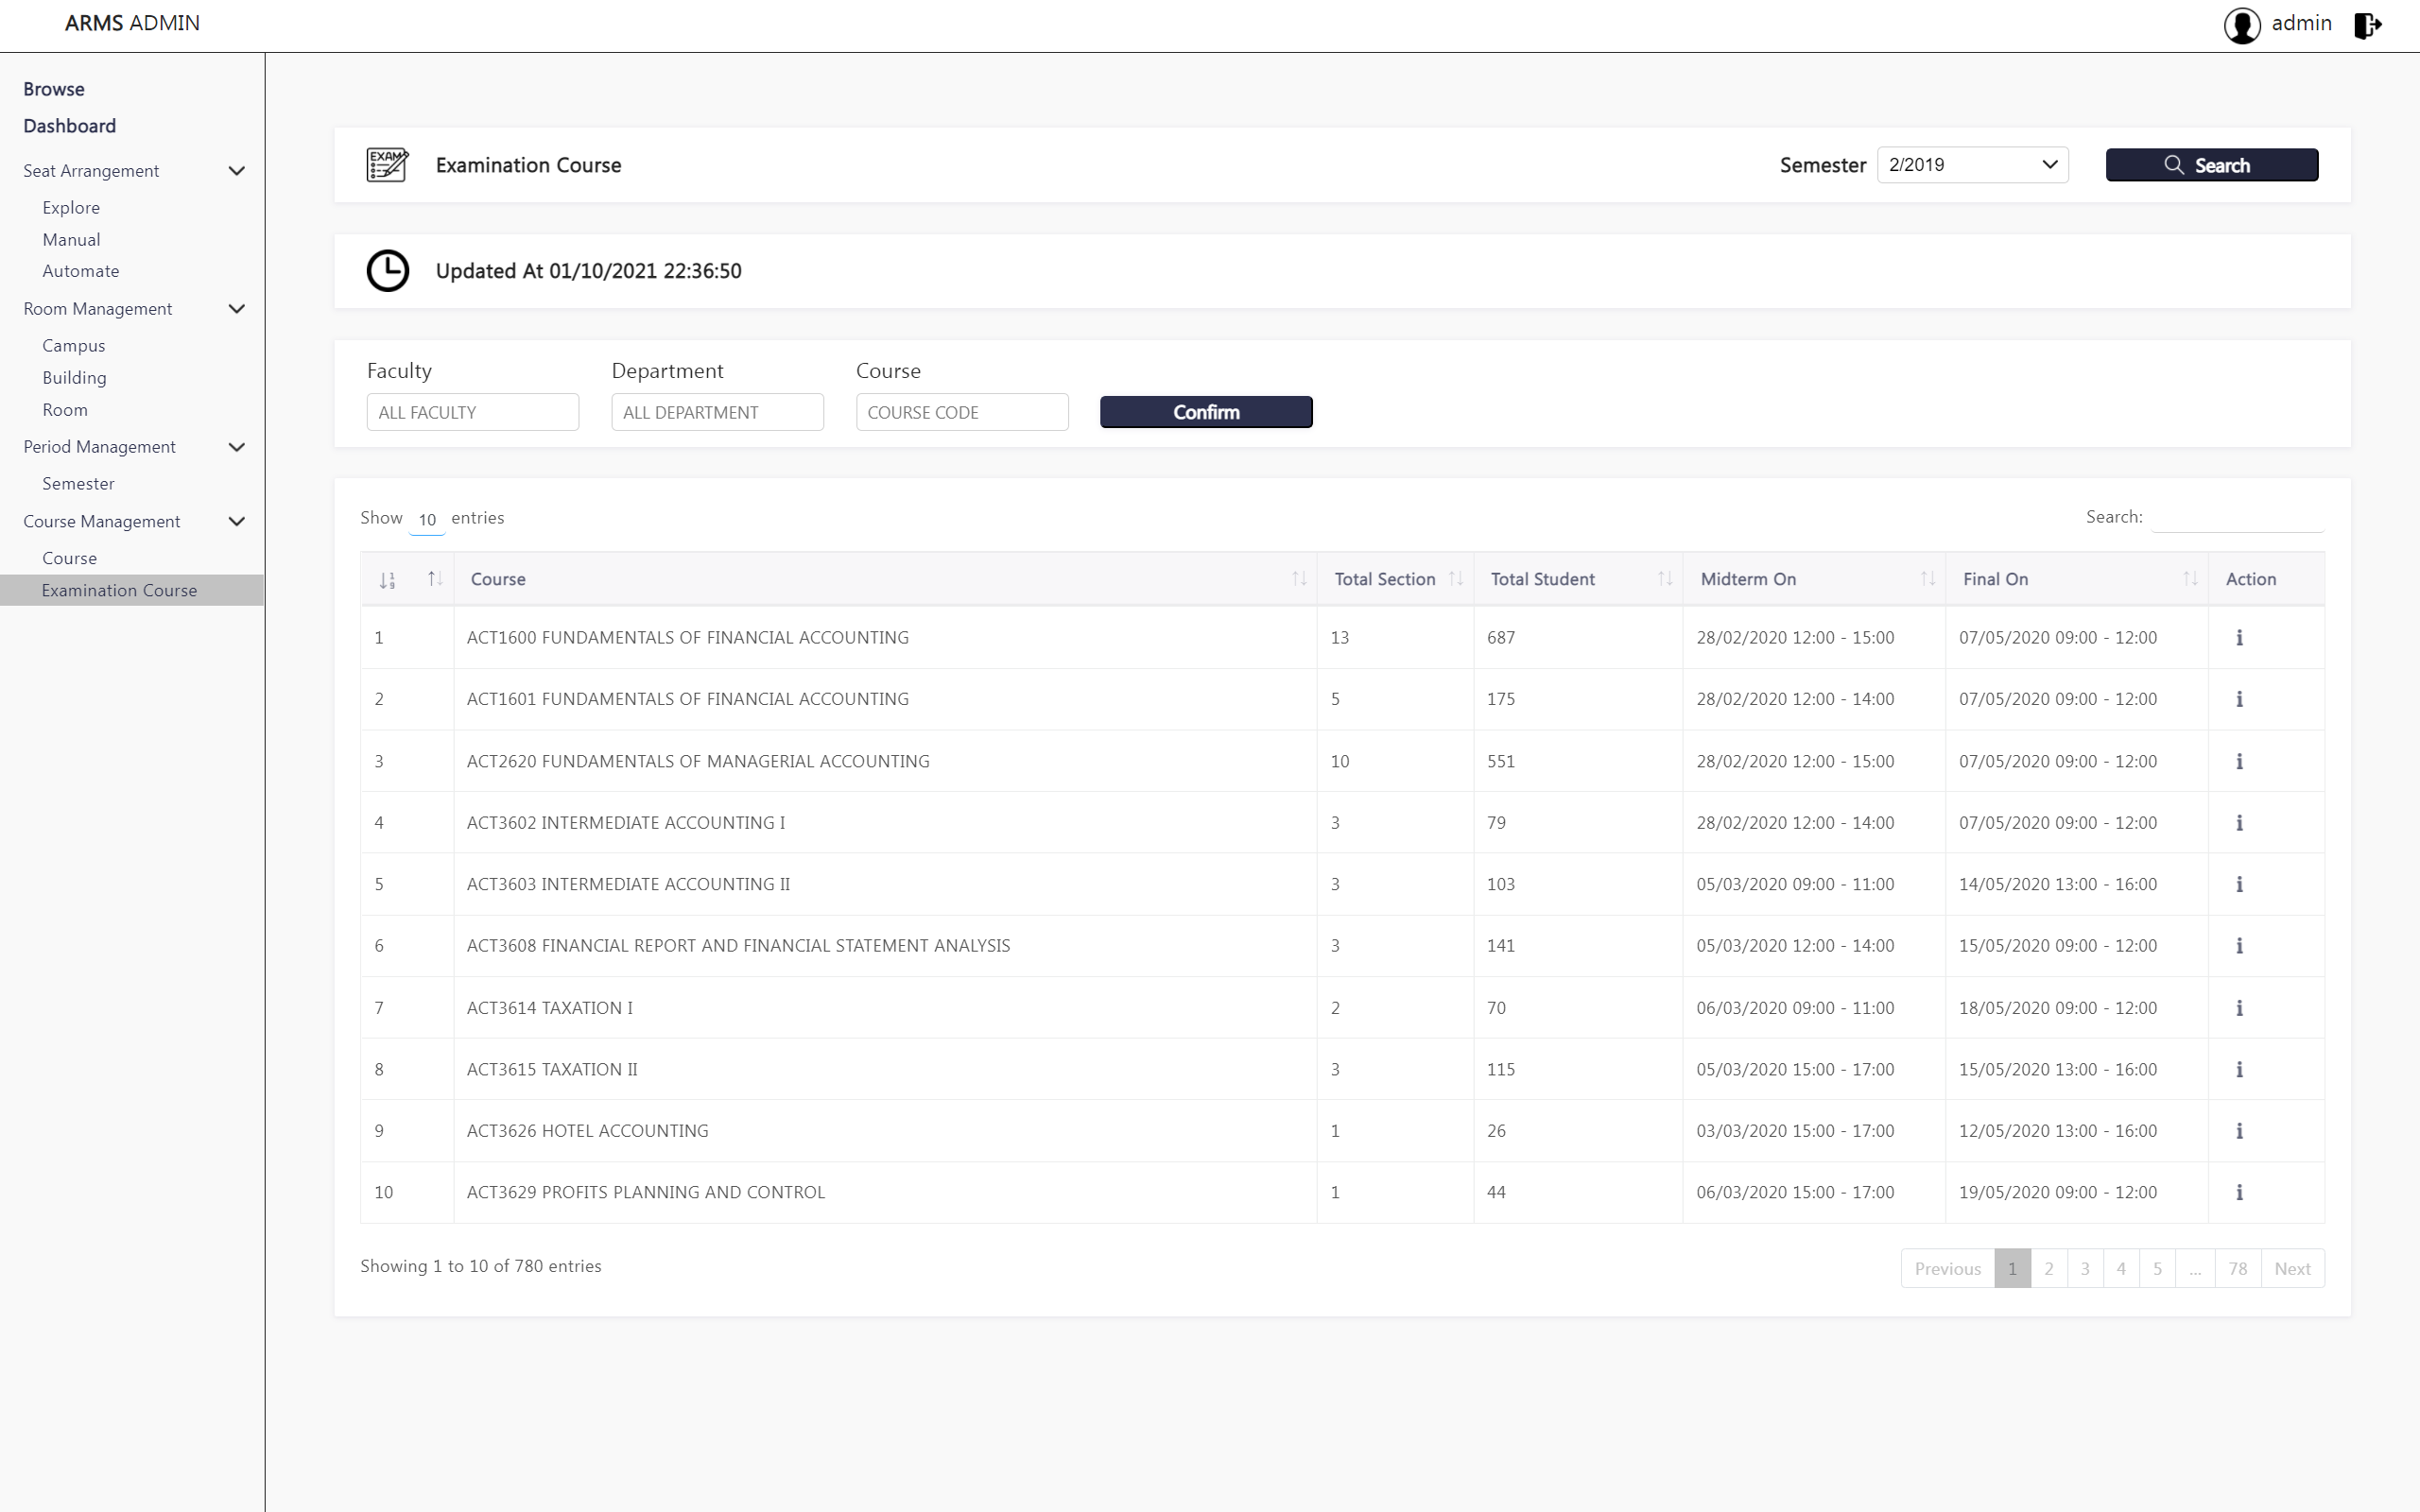 ARMS ADMIN
admin
Browse
Dashboard
Seat Arrangement
Explore
Manual
Automate
Room Management
Campus
Building
Room
Period Management
Semester
Course Management
Course
Examination Course
EXAM
Examination Course
Semester 2/2019 Search
Updated At 01/10/2021 22:36:50
Faculty Department Course
ALL FACULTY ALL DEPARTMENT COURSE CODE Confirm
Show 10 entries Search:
Course Total Section Total Student Midterm On Final On Action
1 ACT1600 FUNDAMENTALS OF FINANCIAL ACCOUNTING 13 687 28/02/2020 12:00 - 15:00 07/05/2020 09:00 - 12:00
2 ACT1601 FUNDAMENTALS OF FINANCIAL ACCOUNTING 5 175 28/02/2020 12:00 - 14:00 07/05/2020 09:00 - 12:00
3 ACT2620 FUNDAMENTALS OF MANAGERIAL ACCOUNTING 10 551 28/02/2020 12:00 - 15:00 07/05/2020 09:00 - 12:00
4 ACT3602 INTERMEDIATE ACCOUNTING I 3 79 28/02/2020 12:00 - 14:00 07/05/2020 09:00 - 12:00
5 ACT3603 INTERMEDIATE ACCOUNTING II 3 103 05/03/2020 09:00 - 11:00 14/05/2020 13:00 - 16:00
6 ACT3608 FINANCIAL REPORT AND FINANCIAL STATEMENT ANALYSIS 3 141 05/03/2020 12:00 - 14:00 15/05/2020 09:00 - 12:00
7 ACT3614 TAXATION I 2 70 06/03/2020 09:00 - 11:00 18/05/2020 09:00 - 12:00
8 ACT3615 TAXATION II 3 115 05/03/2020 15:00 - 17:00 15/05/2020 13:00 - 16:00
9 ACT3626 HOTEL ACCOUNTING 1 26 03/03/2020 15:00 - 17:00 12/05/2020 13:00 - 16:00
10 ACT3629 PROFITS PLANNING AND CONTROL 1 44 06/03/2020 15:00 - 17:00 19/05/2020 09:00 - 12:00
Showing 1 to 10 of 780 entries
Previous 1 2 3 4 5 ... 78 Next